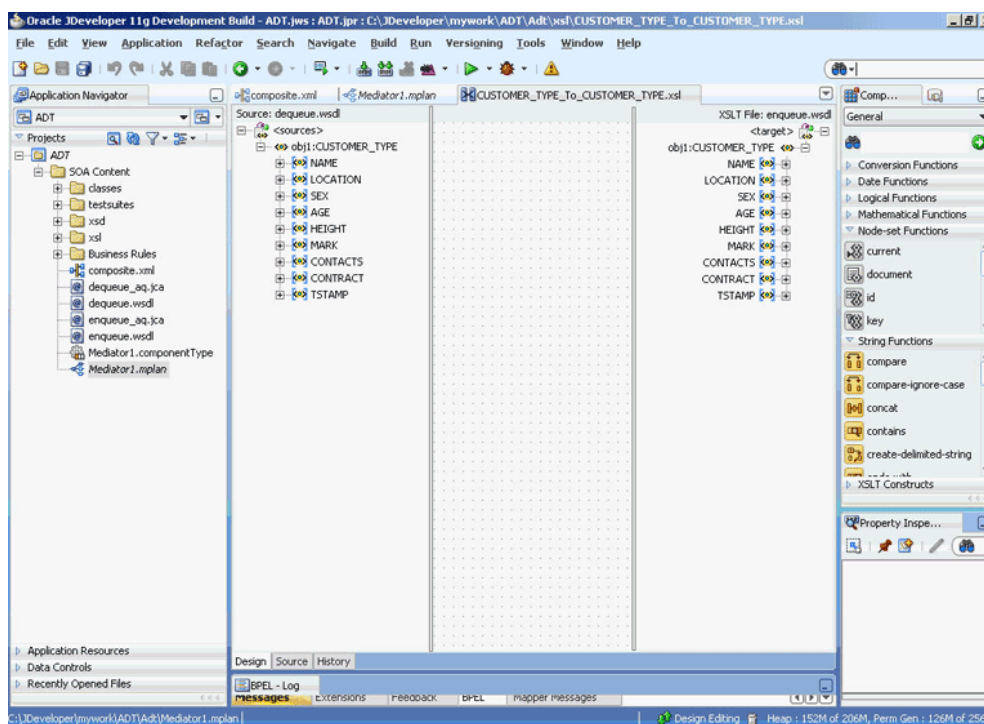 Oracle JDeveloper 11g Development Build - ADT.jws : ADT.jpr : C:\JDeveloper\mywork\ADT\Adt\xsl\CUSTOMER_TYPE_To_CUSTOMER_TYPE.xsl
File Edit View Application Refactor Search Navigate Build Run Versioning Tools Window Help
Application Navigator
composite.xml
Mediator1.mplan
CUSTOMER_TYPE_To_CUSTOMER_TYPE.xsl
Comp...
ADT
Projects
ADT
SOA Content
classes
testsuites
xsd
xsl
Business Rules
composite.xml
dequeue_aq.jca
dequeue.wsdl
enqueue_aq.jca
enqueue.wsdl
Mediator1.componentType
Mediator1.mplan
Application Resources
Data Controls
Recently Opened Files
Source: dequeue.wsdl
<sources>
obj1:CUSTOMER_TYPE
NAME
LOCATION
SEX
AGE
HEIGHT
MARK
CONTACTS
CONTRACT
TSTAMP
XSLT File: enqueue.wsdl
<target>
obj1:CUSTOMER_TYPE
NAME
LOCATION
SEX
AGE
HEIGHT
MARK
CONTACTS
CONTRACT
TSTAMP
Design Source History
BPEL - Log
Messages Extensions Feedback BPEL Mapper Messages
General
Conversion Functions
Date Functions
Logical Functions
Mathematical Functions
Node-set Functions
current
document
id
key
String Functions
compare
compare-ignore-case
concat
contains
create-delimited-string
XSLT Constructs
Property Inspe...
C:\JDeveloper\mywork\ADT\Adt\Mediator1.mplan
Design Editing
Heap : 152M of 206M, Perm Gen : 126M of 256